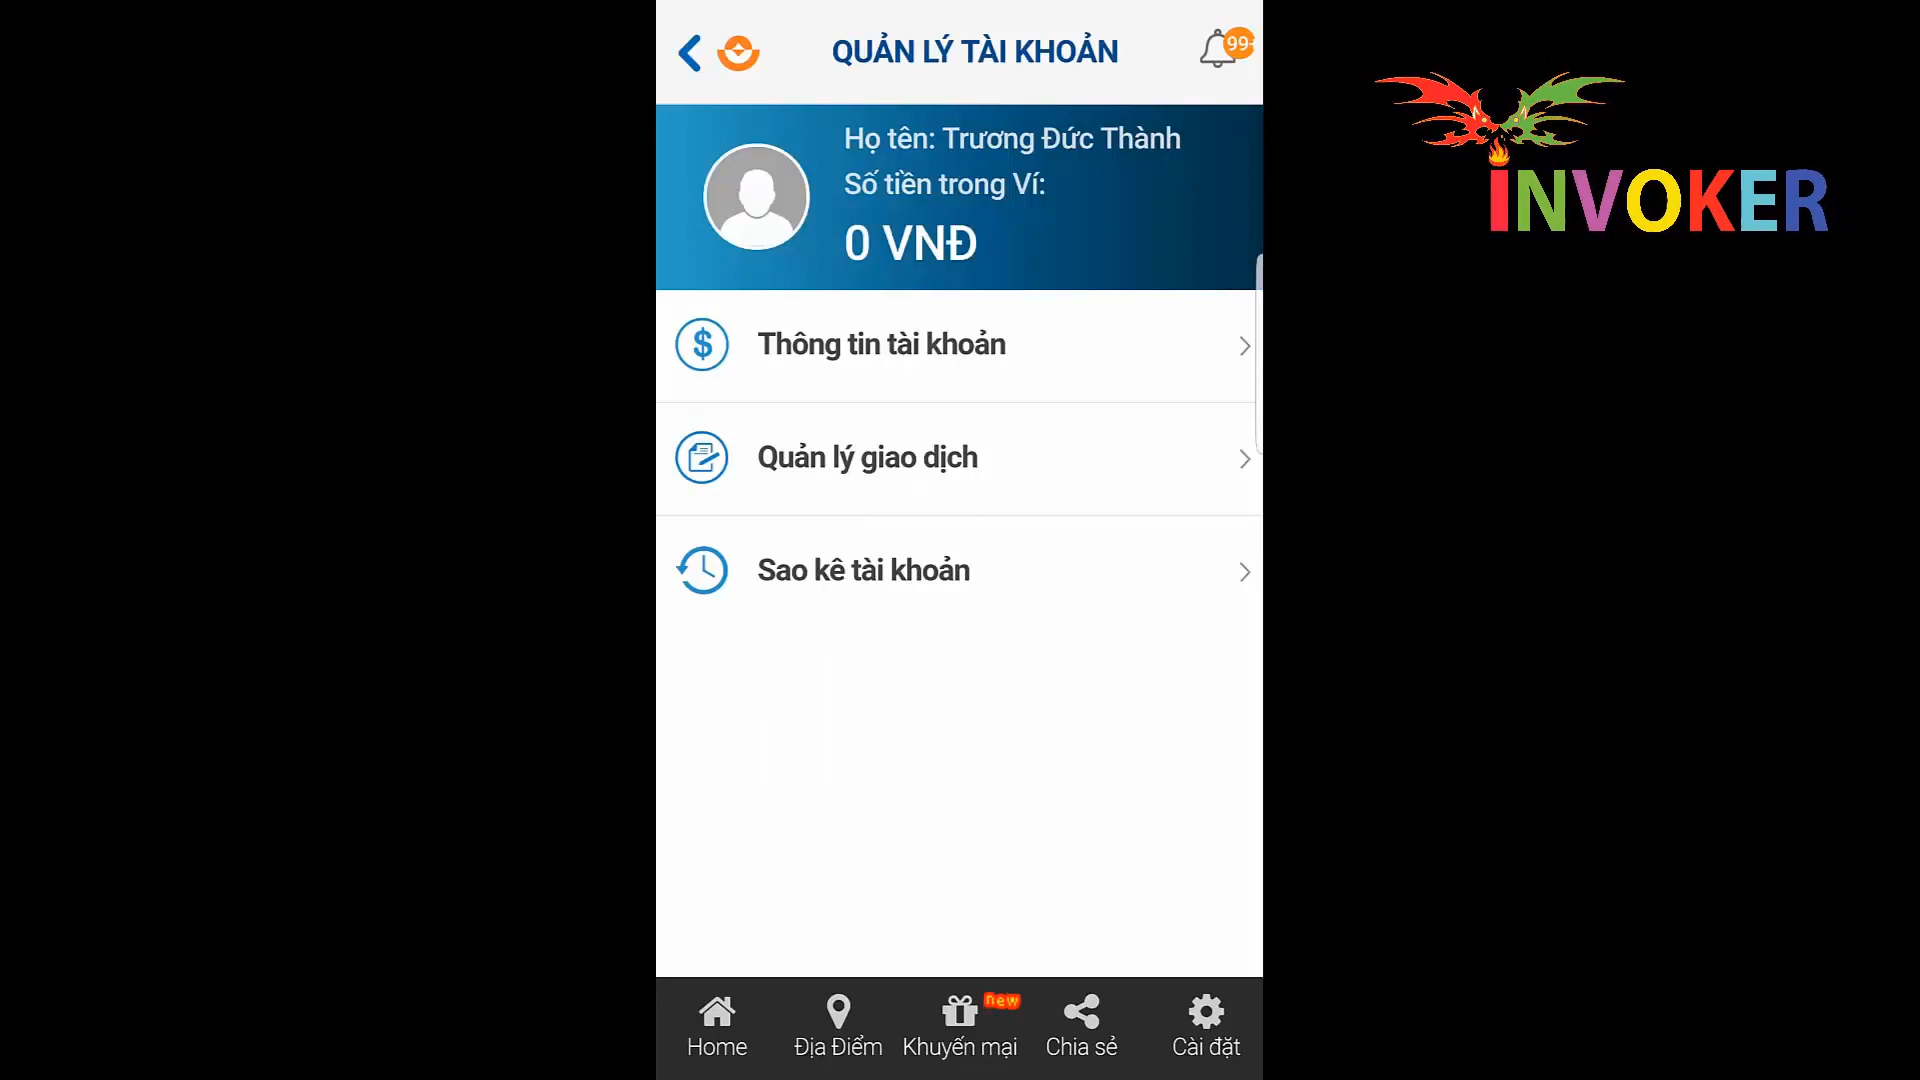 QUẢN LÝ TÀI KHOẢN
99+
Họ tên: Trương Đức Thành
Số tiền trong Ví:
0 VNĐ
INVOKER
$
Thông tin tài khoản
Quản lý giao dịch
Sao kê tài khoản
new
Home
Địa Điểm
Khuyến mại
Chia sẻ
Cài đặt